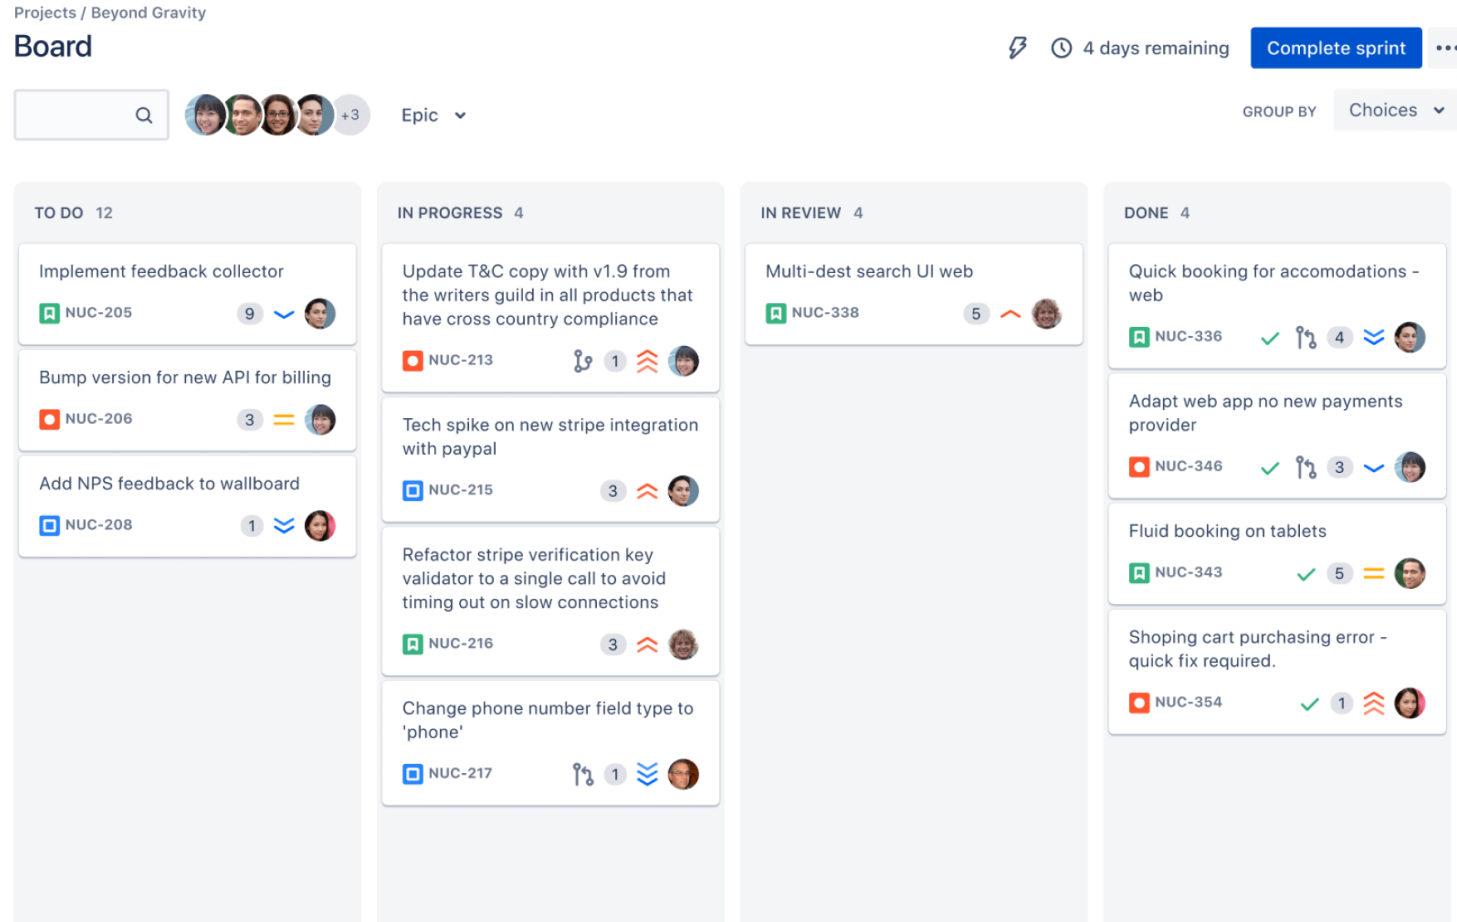 Projects / Beyond Gravity
Board
4 days remaining
Complete sprint
+3
Epic
GROUP BY
Choices
TO DO 12
Implement feedback collector
NUC-205
9
Bump version for new API for billing
NUC-206
3
Add NPS feedback to wallboard
NUC-208
1
IN PROGRESS 4
Update T&C copy with v1.9 from
the writers guild in all products that
have cross country compliance
NUC-213
1
Tech spike on new stripe integration
with paypal
NUC-215
3
Refactor stripe verification key
validator to a single call to avoid
timing out on slow connections
NUC-216
3
Change phone number field type to
'phone'
NUC-217
1
IN REVIEW 4
Multi-dest search UI web
NUC-338
5
DONE 4
Quick booking for accomodations -
web
NUC-336
4
Adapt web app no new payments
provider
NUC-346
3
Fluid booking on tablets
NUC-343
5
Shoping cart purchasing error -
quick fix required.
NUC-354
1